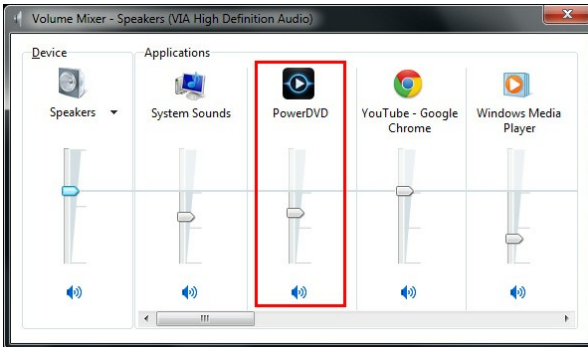 Volume Mixer - Speakers (VIA High Definition Audio)
Device
Applications
Speakers
System Sounds
PowerDVD
YouTube - Google
Chrome
Windows Media
Player